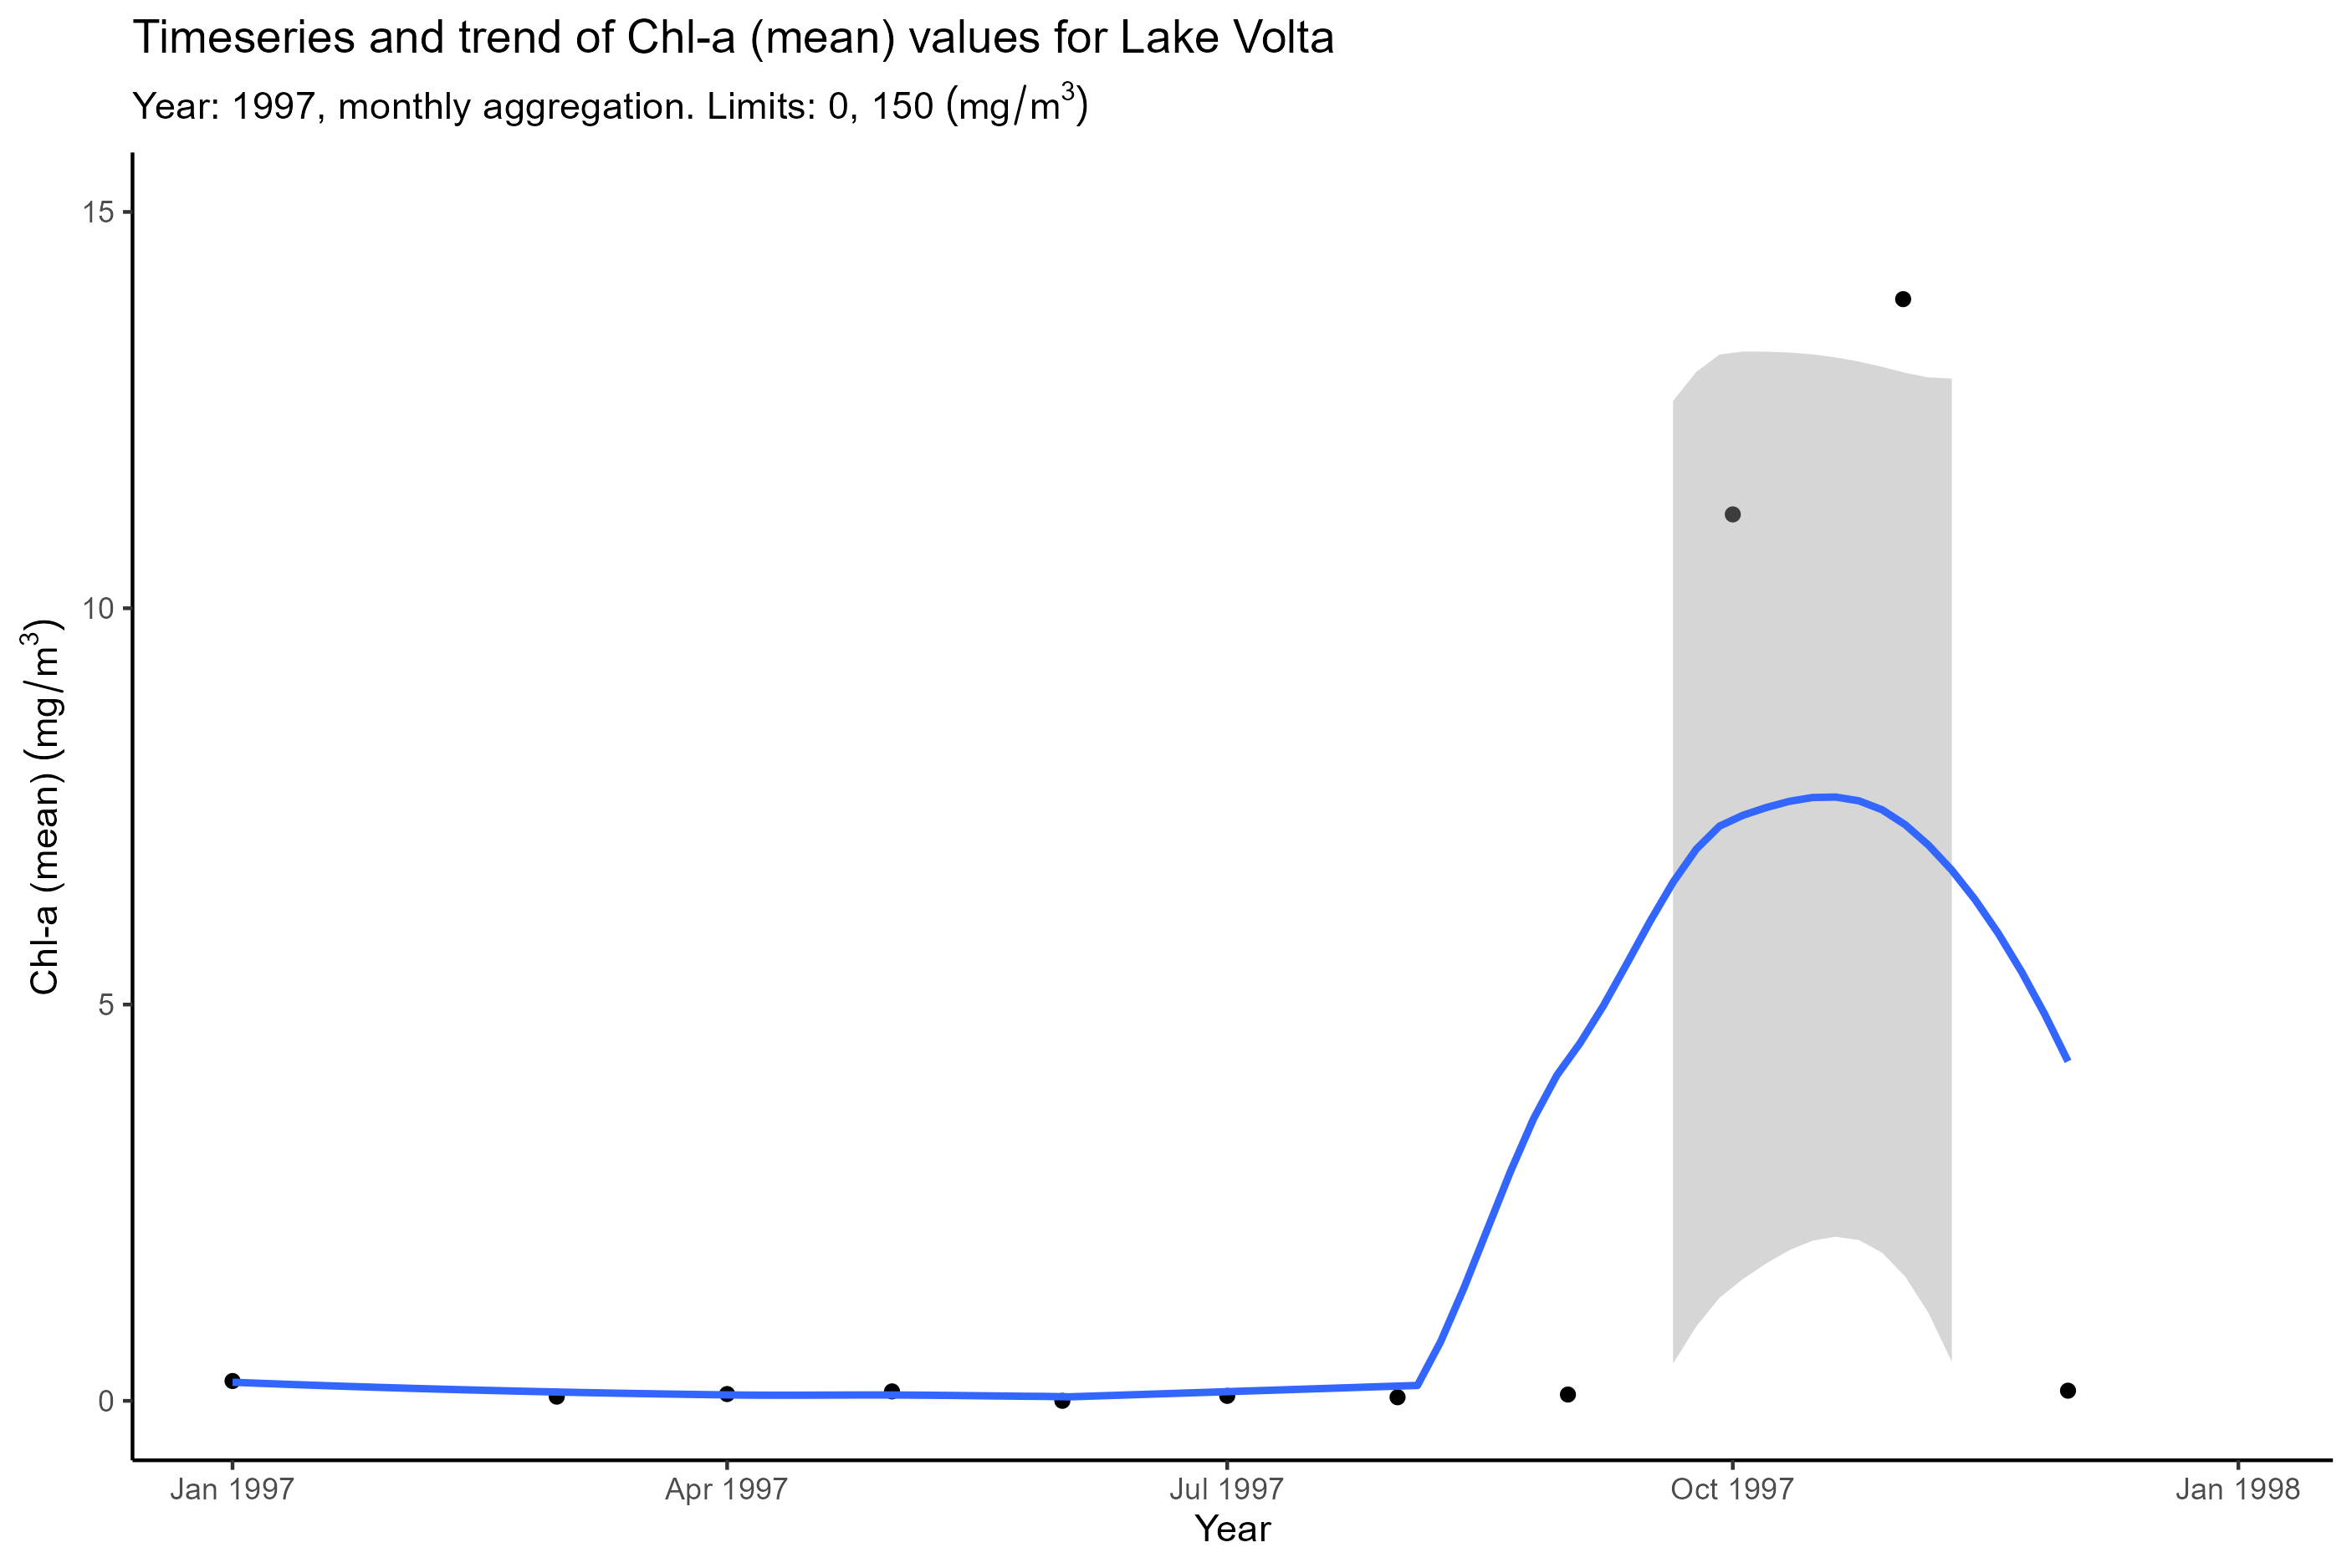 Timeseries and trend of Chl-a (mean) values for Lake Volta
Year: 1997, monthly aggregation. Limits: 0, 150 (mg/m³)
Chl-a (mean) (mg/m³)
15
10
5
0
Jan 1997
Apr 1997
Jul 1997
Oct 1997
Jan 1998
Year